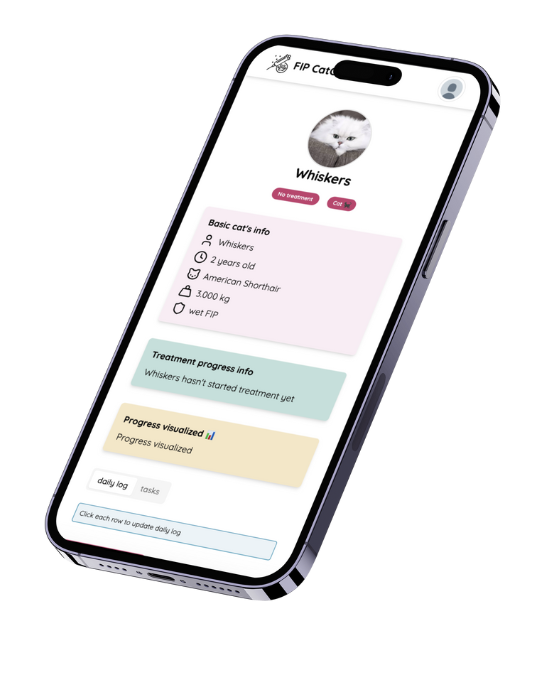 FIP Cat
Whiskers
No treatment Cat
Basic cat's info
Whiskers
2 years old
American Shorthair
3.000 kg
wet FIP
Treatment progress info
Whiskers hasn't started treatment yet
Progress visualized
Progress visualized
daily log tasks
Click each row to update daily log